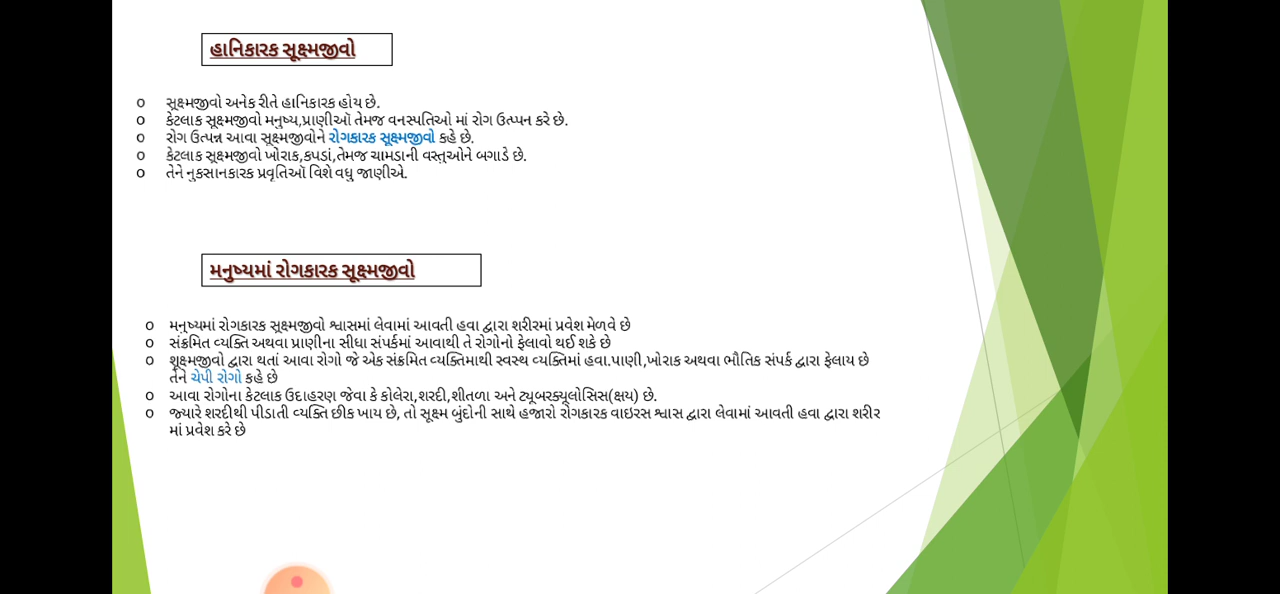 હાનિકારક સૂક્ષ્મજીવો
સૂક્ષ્મજીવો અનેક રીતે હાનિકારક હોય છે.
કેટલાક સૂક્ષ્મજીવો મનુષ્ય,પ્રાણીઑ તેમજ વનસ્પતિઓ માં રોગ ઉત્પ્પન કરે છે.
રોગ ઉત્પન્ન આવા સૂક્ષ્મજીવોને રોગકારક સૂક્ષ્મજીવો કહે છે.
કેટલાક સૂક્ષ્મજીવો ખોરાક,કપડાં,તેમજ ચામડાની વસ્તુઓને બગાડે છે.
તેને નુકસાનકારક પ્રવૃતિઑ વિશે વધુ જાણીએ.
મનુષ્યમાં રોગકારક સૂક્ષ્મજીવો
મનુષ્યમાં રોગકારક સૂક્ષ્મજીવો શ્વાસમાં લેવામાં આવતી હવા દ્વારા શરીરમાં પ્રવેશ મેળવે છે
સંક્રમિત વ્યક્તિ અથવા પ્રાણીના સીધા સંપર્કમાં આવાથી તે રોગોનો ફેલાવો થઈ શકે છે
શૂક્ષ્મજીવો દ્વારા થતાં આવા રોગો જે એક સંક્રમિત વ્યક્તિમાથી સ્વસ્થ વ્યક્તિમાં હવા.પાણી,ખોરાક અથવા ભૌતિક સંપર્ક દ્વારા ફેલાય છે
તેને ચેપી રોગો કહે છે
આવા રોગોના કેટલાક ઉદાહરણ જેવા કે કોલેરા,શરદી,શીતળા અને ટ્યૂબરક્યૂલોસિસ(ક્ષય) છે.
જ્યારે શરદીથી પીડાતી વ્યક્તિ છીક ખાય છે, તો સૂક્ષ્મ બુંદોની સાથે હજારો રોગકારક વાઇરસ શ્વાસ દ્વારા લેવામાં આવતી હવા દ્વારા શરીર
માં પ્રવેશ કરે છે